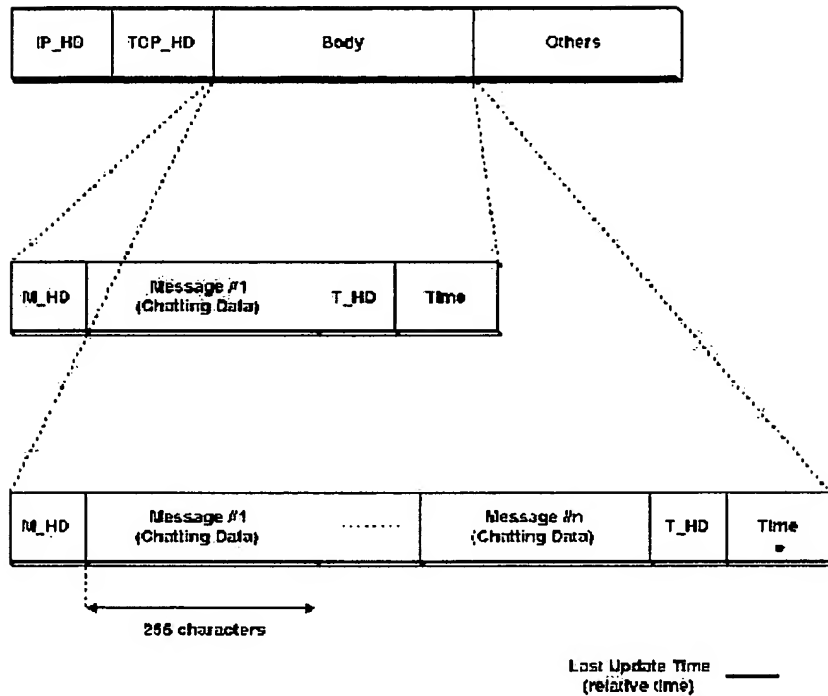 IP_HD TCP_HD Body Others
M_HD Message #1 (Chatting Data) T_HD Time
M_HD Message #1 (Chatting Data) ........ Message #n (Chatting Data) T_HD Time
256 characters
Last Update Time
(relative time)